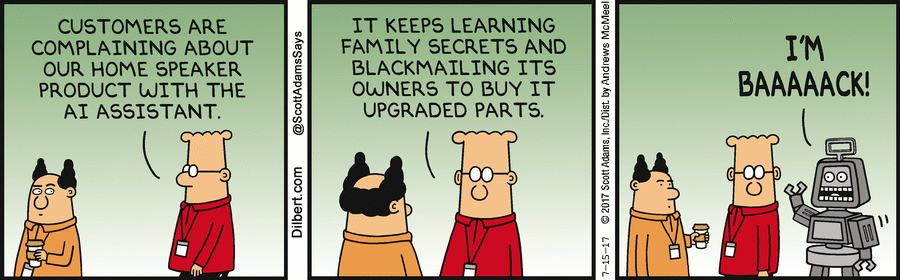 CUSTOMERS ARE
COMPLAINING ABOUT
OUR HOME SPEAKER
PRODUCT WITH THE
AI ASSISTANT.
Dilbert.com @ScottAdamsSays
IT KEEPS LEARNING
FAMILY SECRETS AND
BLACKMAILING ITS
OWNERS TO BUY IT
UPGRADED PARTS.
7-15-17 © 2017 Scott Adams, Inc./Dist. by Andrews McMeel
I'M
BAAAAACK!